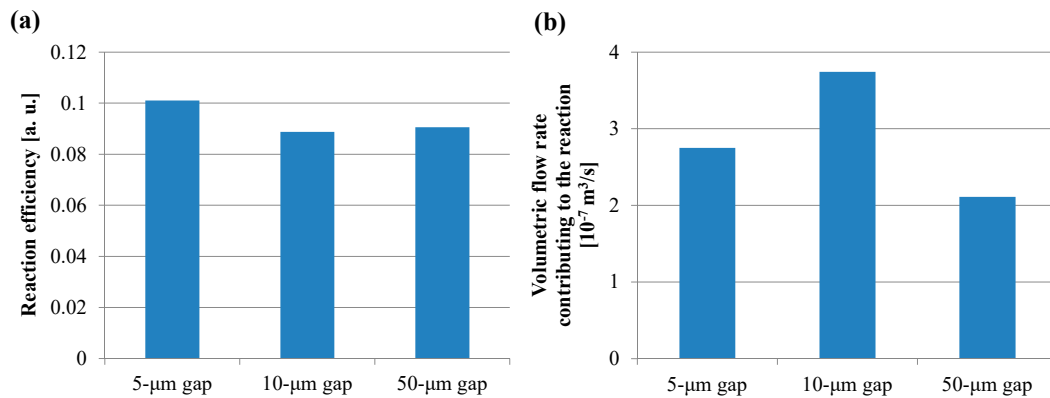 (a)
Reaction efficiency [a. u.]
0.12
0.1
0.08
0.06
0.04
0.02
0
5-μm gap
10-μm gap
50-μm gap
(b)
Volumetric flow rate
contributing to the reaction
[10⁻⁷ m³/s]
4
3
2
1
0
5-μm gap
10-μm gap
50-μm gap